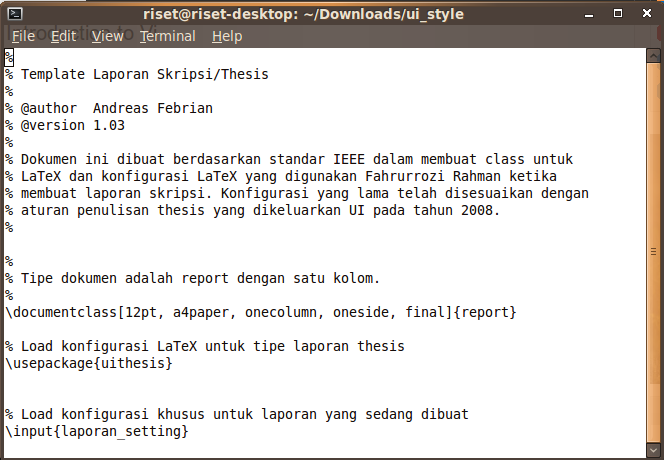 riset@riset-desktop: ~/Downloads/ui_style
File Edit View Terminal Help
%
% Template Laporan Skripsi/Thesis
%
% @author  Andreas Febrian
% @version 1.03
%
% Dokumen ini dibuat berdasarkan standar IEEE dalam membuat class untuk
% LaTeX dan konfigurasi LaTeX yang digunakan Fahrurrozi Rahman ketika
% membuat laporan skripsi. Konfigurasi yang lama telah disesuaikan dengan
% aturan penulisan thesis yang dikeluarkan UI pada tahun 2008.
%
%
% Tipe dokumen adalah report dengan satu kolom.
%
\documentclass[12pt, a4paper, onecolumn, oneside, final]{report}
% Load konfigurasi LaTeX untuk tipe laporan thesis
\usepackage{uithesis}
% Load konfigurasi khusus untuk laporan yang sedang dibuat
\input{laporan_setting}